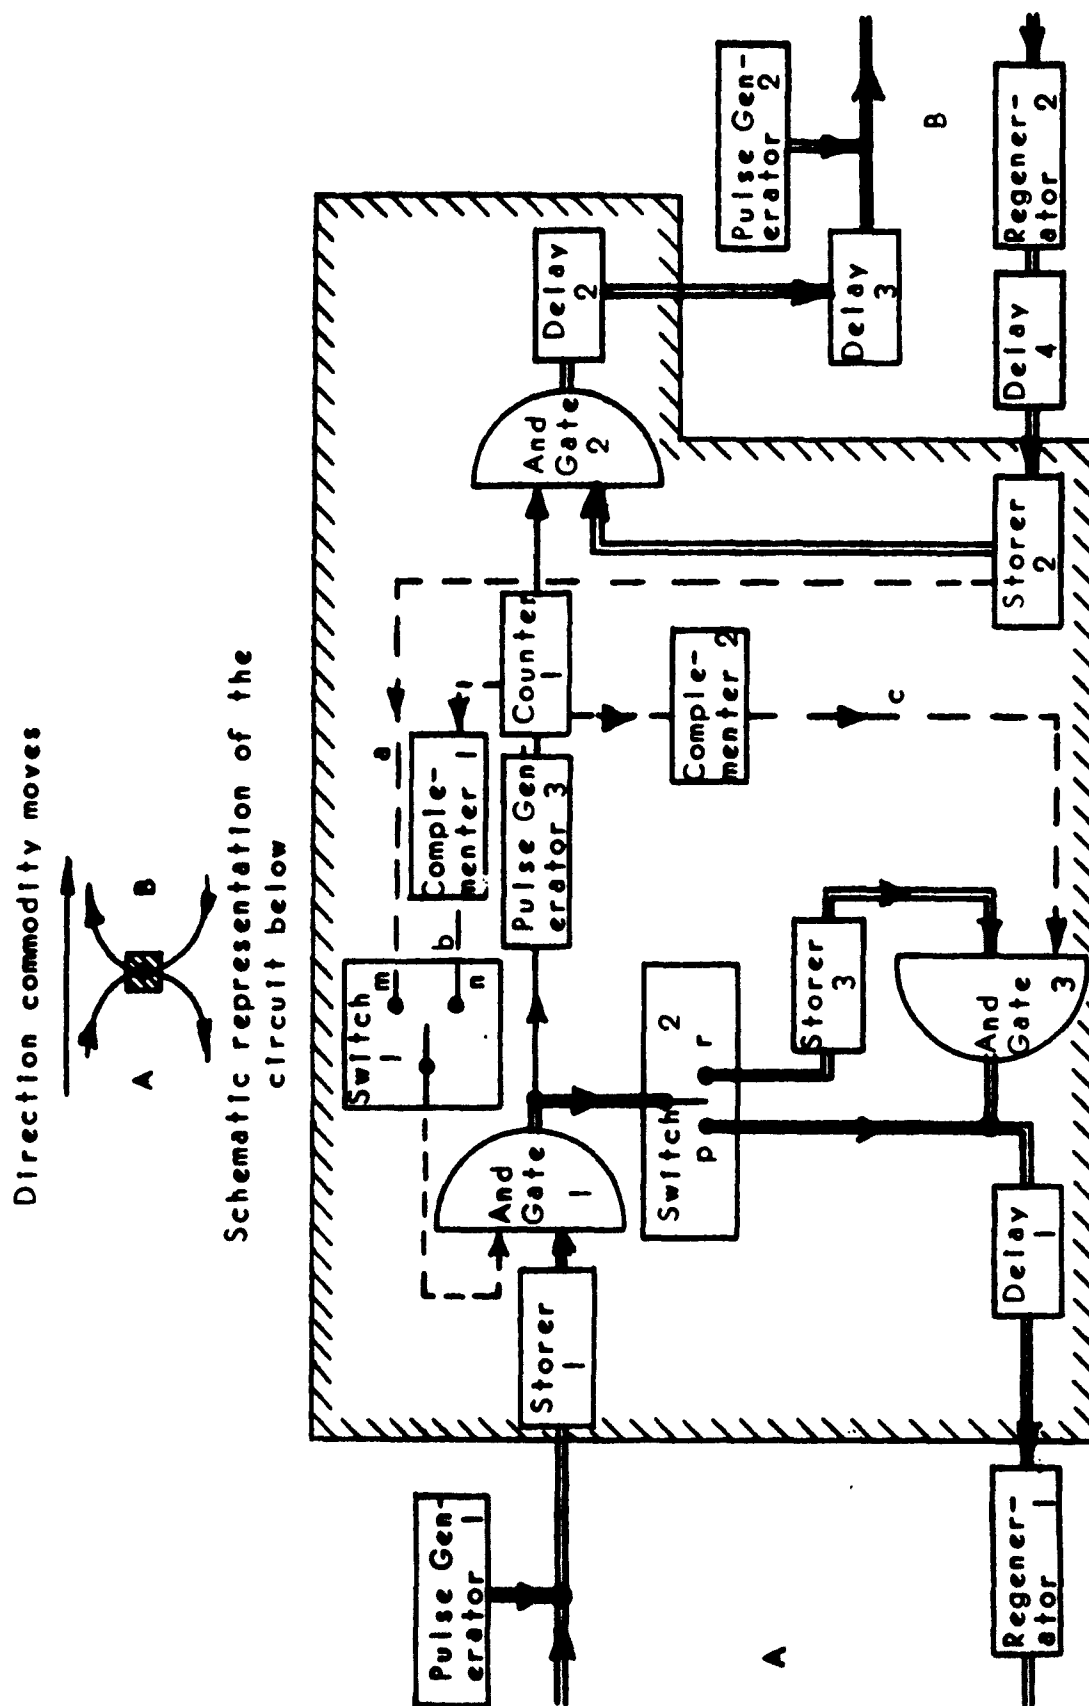 Direction commodity moves
A
B
Schematic representation of the
circuit below
Pulse Gen-
erator 1
A
Regener-
ator 1
Storer
1
And
Gate
1
Switch
1
m
n
a
b
Comple-
menter 1
Pulse Gen-
erator 3
Counter
1
And
Gate
2
Delay
2
Switch 2
p r
Storer
3
And
Gate
3
Delay
1
Comple-
menter 2
c
Storer
2
Pulse Gen-
erator 2
Delay
3
B
Delay
4
Regener-
ator 2